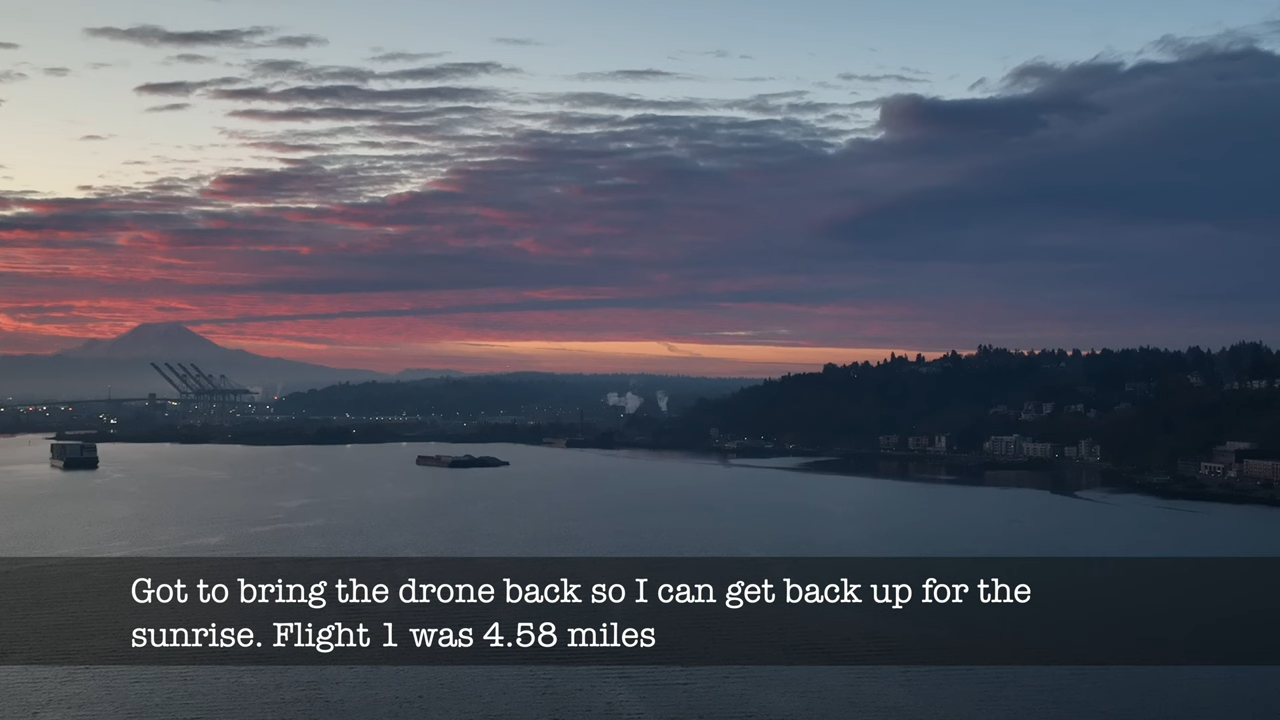 Got to bring the drone back so I can get back up for the
sunrise. Flight 1 was 4.58 miles